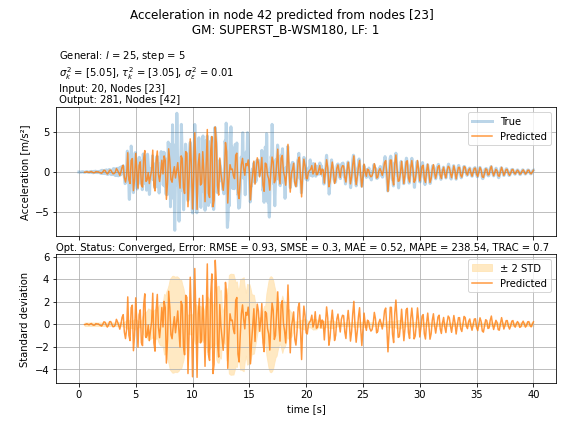 Acceleration in node 42 predicted from nodes [23]
GM: SUPERST_B-WSM180, LF: 1
General: l = 25, step = 5
σ²ₖ = [5.05], τ²ₖ = [3.05], σ²ε = 0.01
Input: 20, Nodes [23]
Output: 281, Nodes [42]
Acceleration [m/s²]
5
0
−5
True
Predicted
Opt. Status: Converged, Error: RMSE = 0.93, SMSE = 0.3, MAE = 0.52, MAPE = 238.54, TRAC = 0.7
Standard deviation
6
4
2
0
−2
−4
± 2 STD
Predicted
0 5 10 15 20 25 30 35 40
time [s]